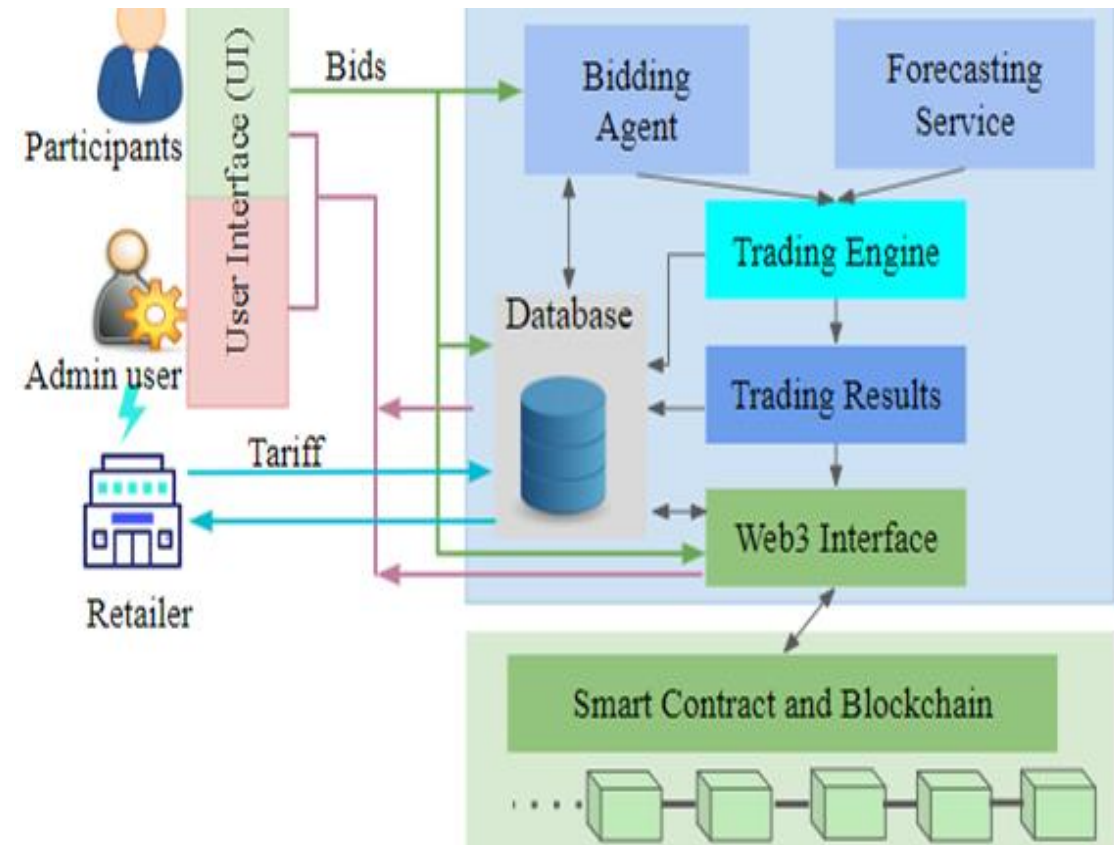 Participants
User Interface (UI)
Bids
Bidding
Agent
Forecasting
Service
Trading Engine
Admin user
Database
Trading Results
Tariff
Web3 Interface
Retailer
Smart Contract and Blockchain